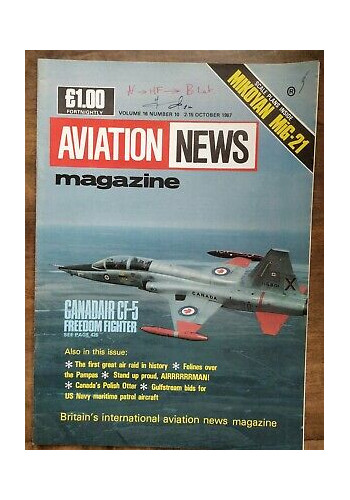 £1.00
FORTNIGHTLY
VOLUME 16 NUMBER 10 2-15 OCTOBER 1987
SCALE PLANS INSIDE
MIKOYAN MiG-21
®
AVIATION NEWS
magazine
CANADA
X
CANADAIR CF-5
FREEDOM FIGHTER
SEE PAGE 438
Also in this issue:
* The first great air raid in history * Felines over
the Pampas * Stand up proud, AIRRRRRRMAN!
* Canada's Polish Otter * Gulfstream bids for
US Navy maritime patrol aircraft
Britain's international aviation news magazine